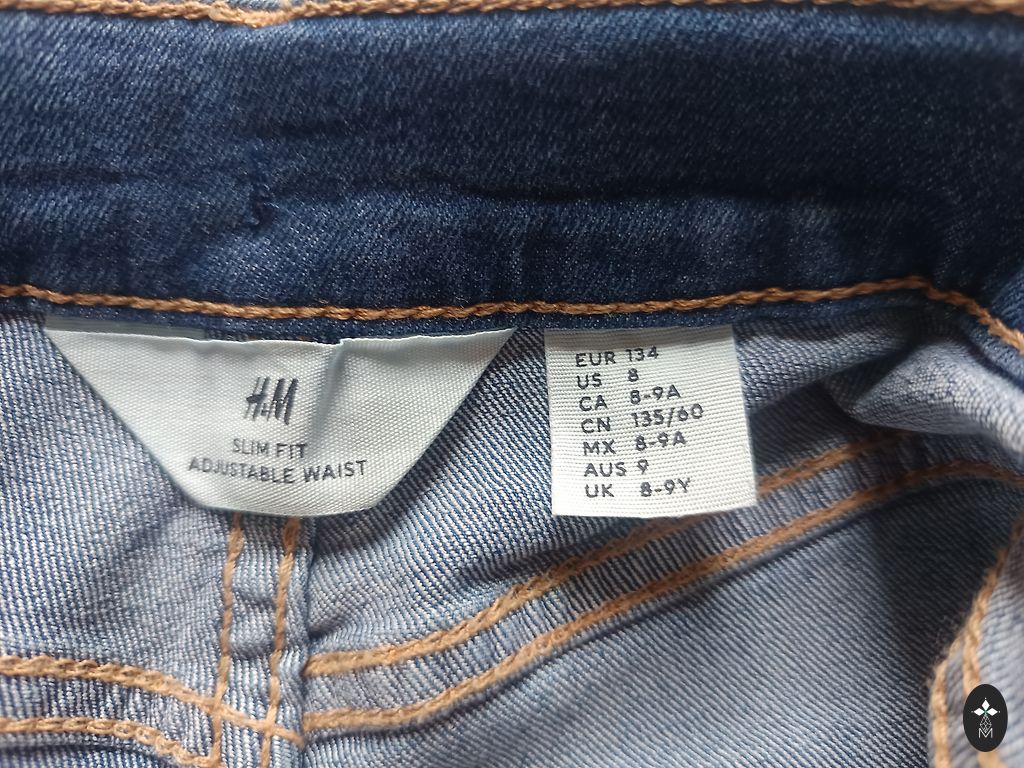 H&M
SLIM FIT
ADJUSTABLE WAIST
EUR 134
US 8
CA 8-9A
CN 135/60
MX 8-9A
AUS 9
UK 8-9Y
M